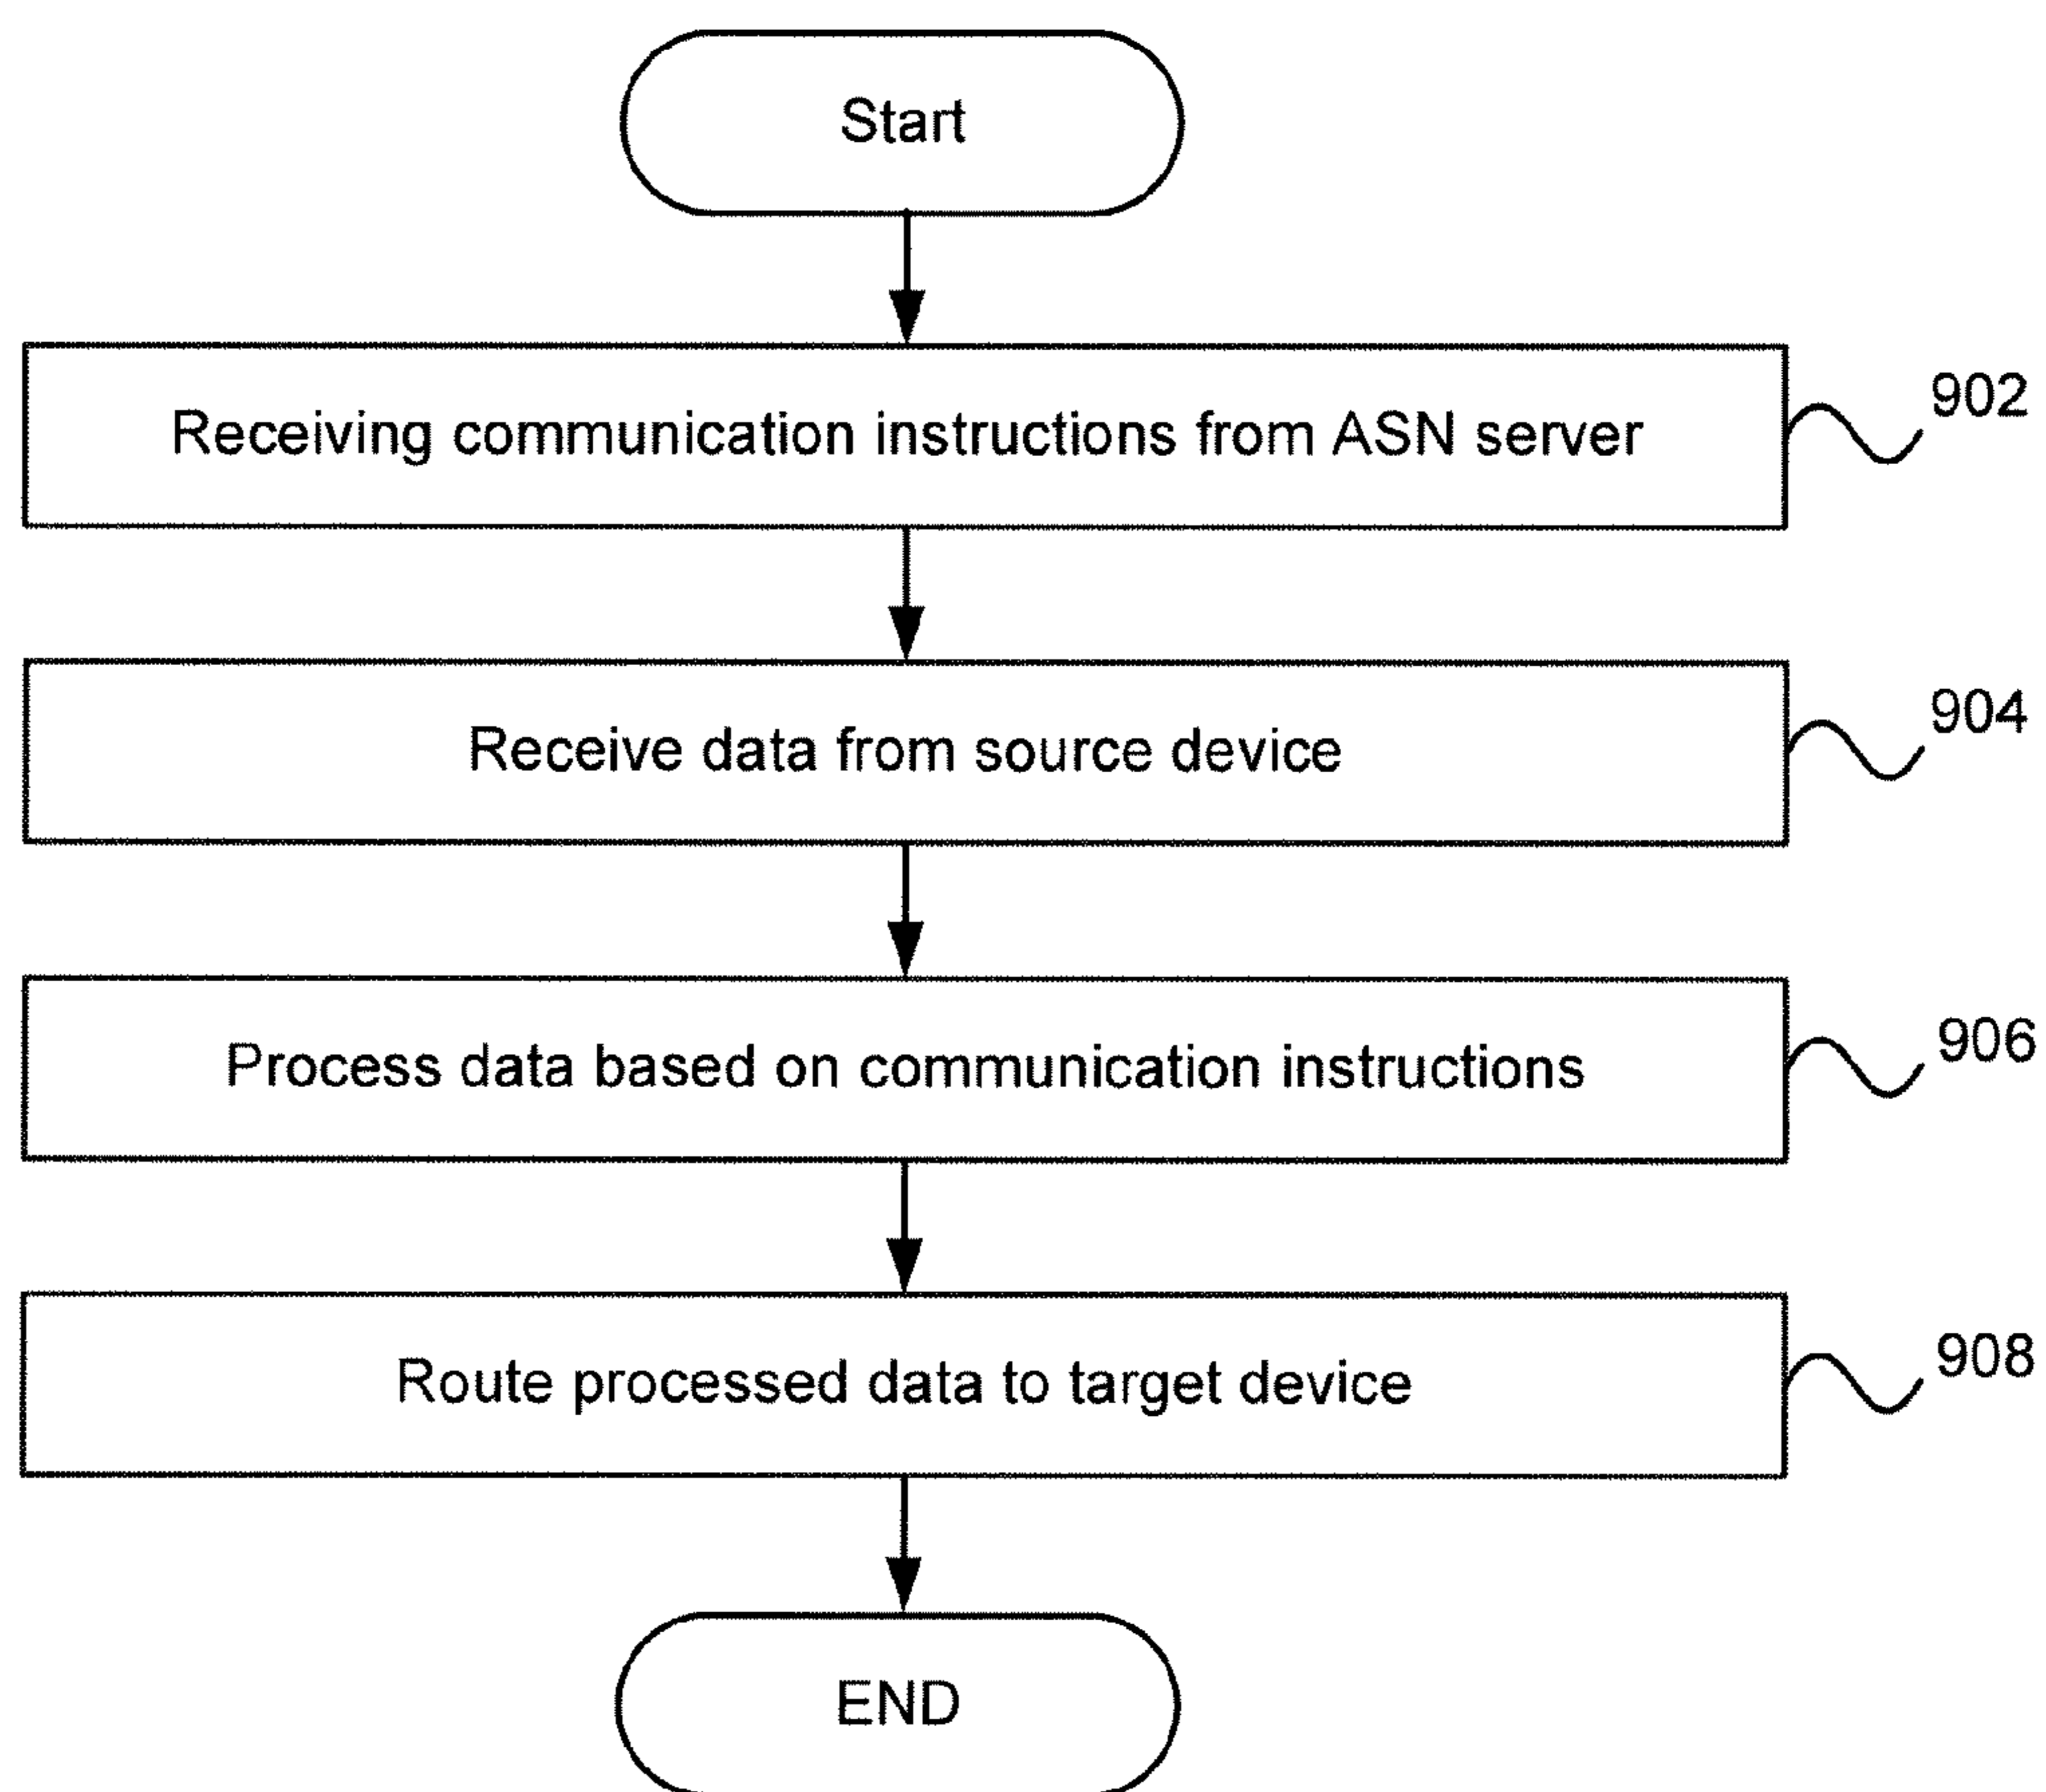 Start
Receiving communication instructions from ASN server
902
Receive data from source device
904
Process data based on communication instructions
906
Route processed data to target device
908
END